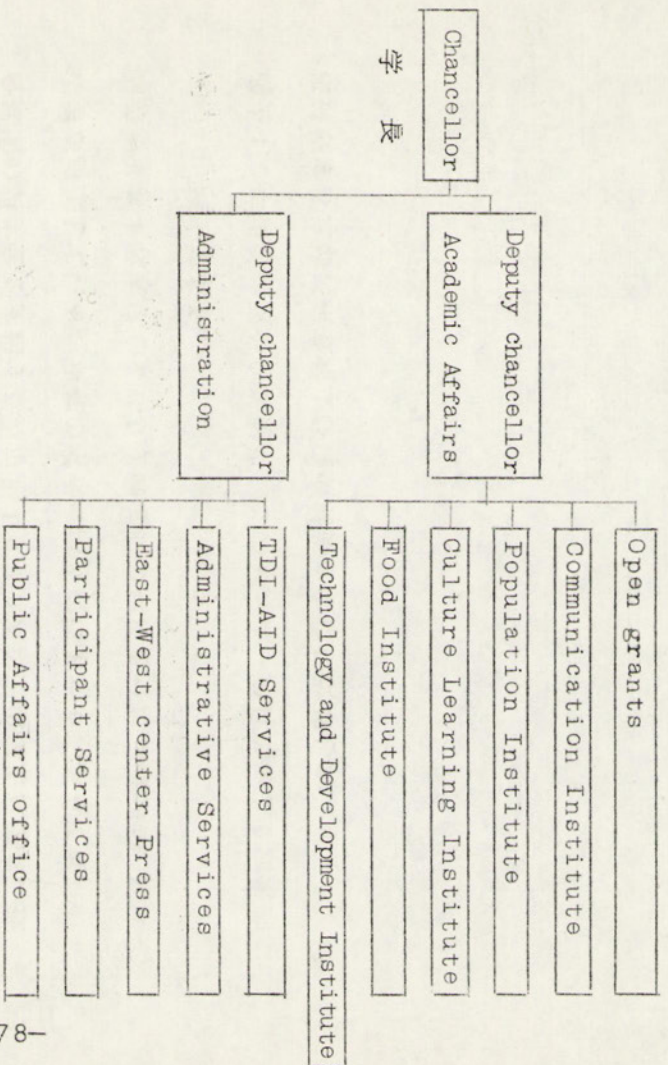 Chancellor
学長
Deputy chancellor
Academic Affairs
Deputy chancellor
Administration
Open grants
Communication Institute
Population Institute
Culture Learning Institute
Food Institute
Technology and Development Institute
TDI-AID Services
Administrative Services
East-West center Press
Participant Services
Public Affairs office
78-